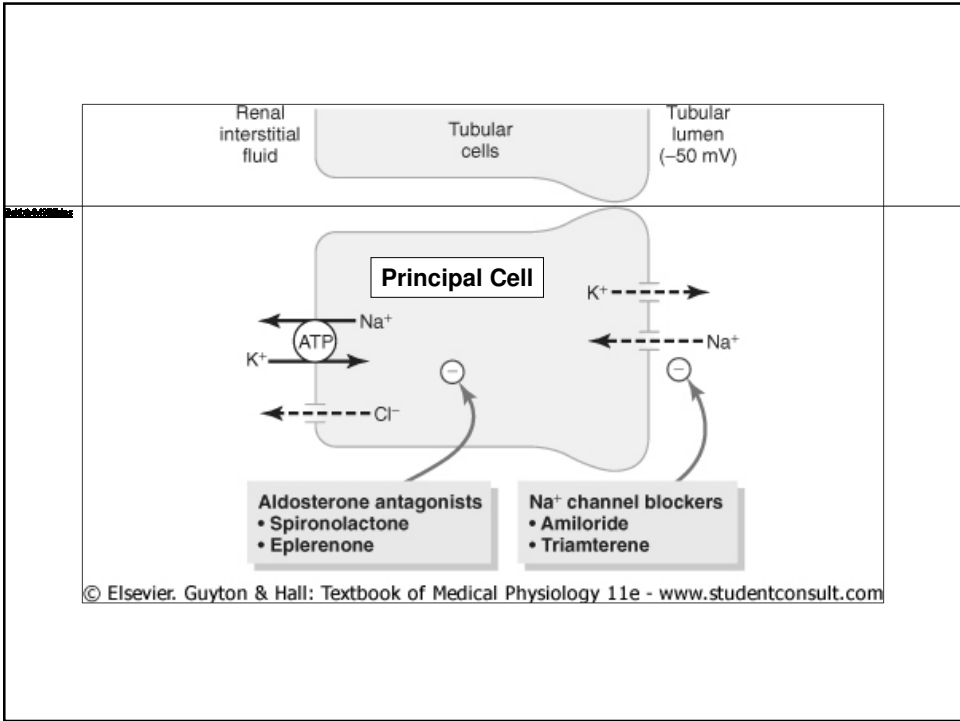 Renal
interstitial
fluid
Tubular
cells
Tubular
lumen
(–50 mV)
Principal Cell
K⁺
Na⁺
Na⁺
ATP
K⁺
Cl⁻
Aldosterone antagonists
• Spironolactone
• Eplerenone
Na⁺ channel blockers
• Amiloride
• Triamterene
© Elsevier. Guyton & Hall: Textbook of Medical Physiology 11e - www.studentconsult.com